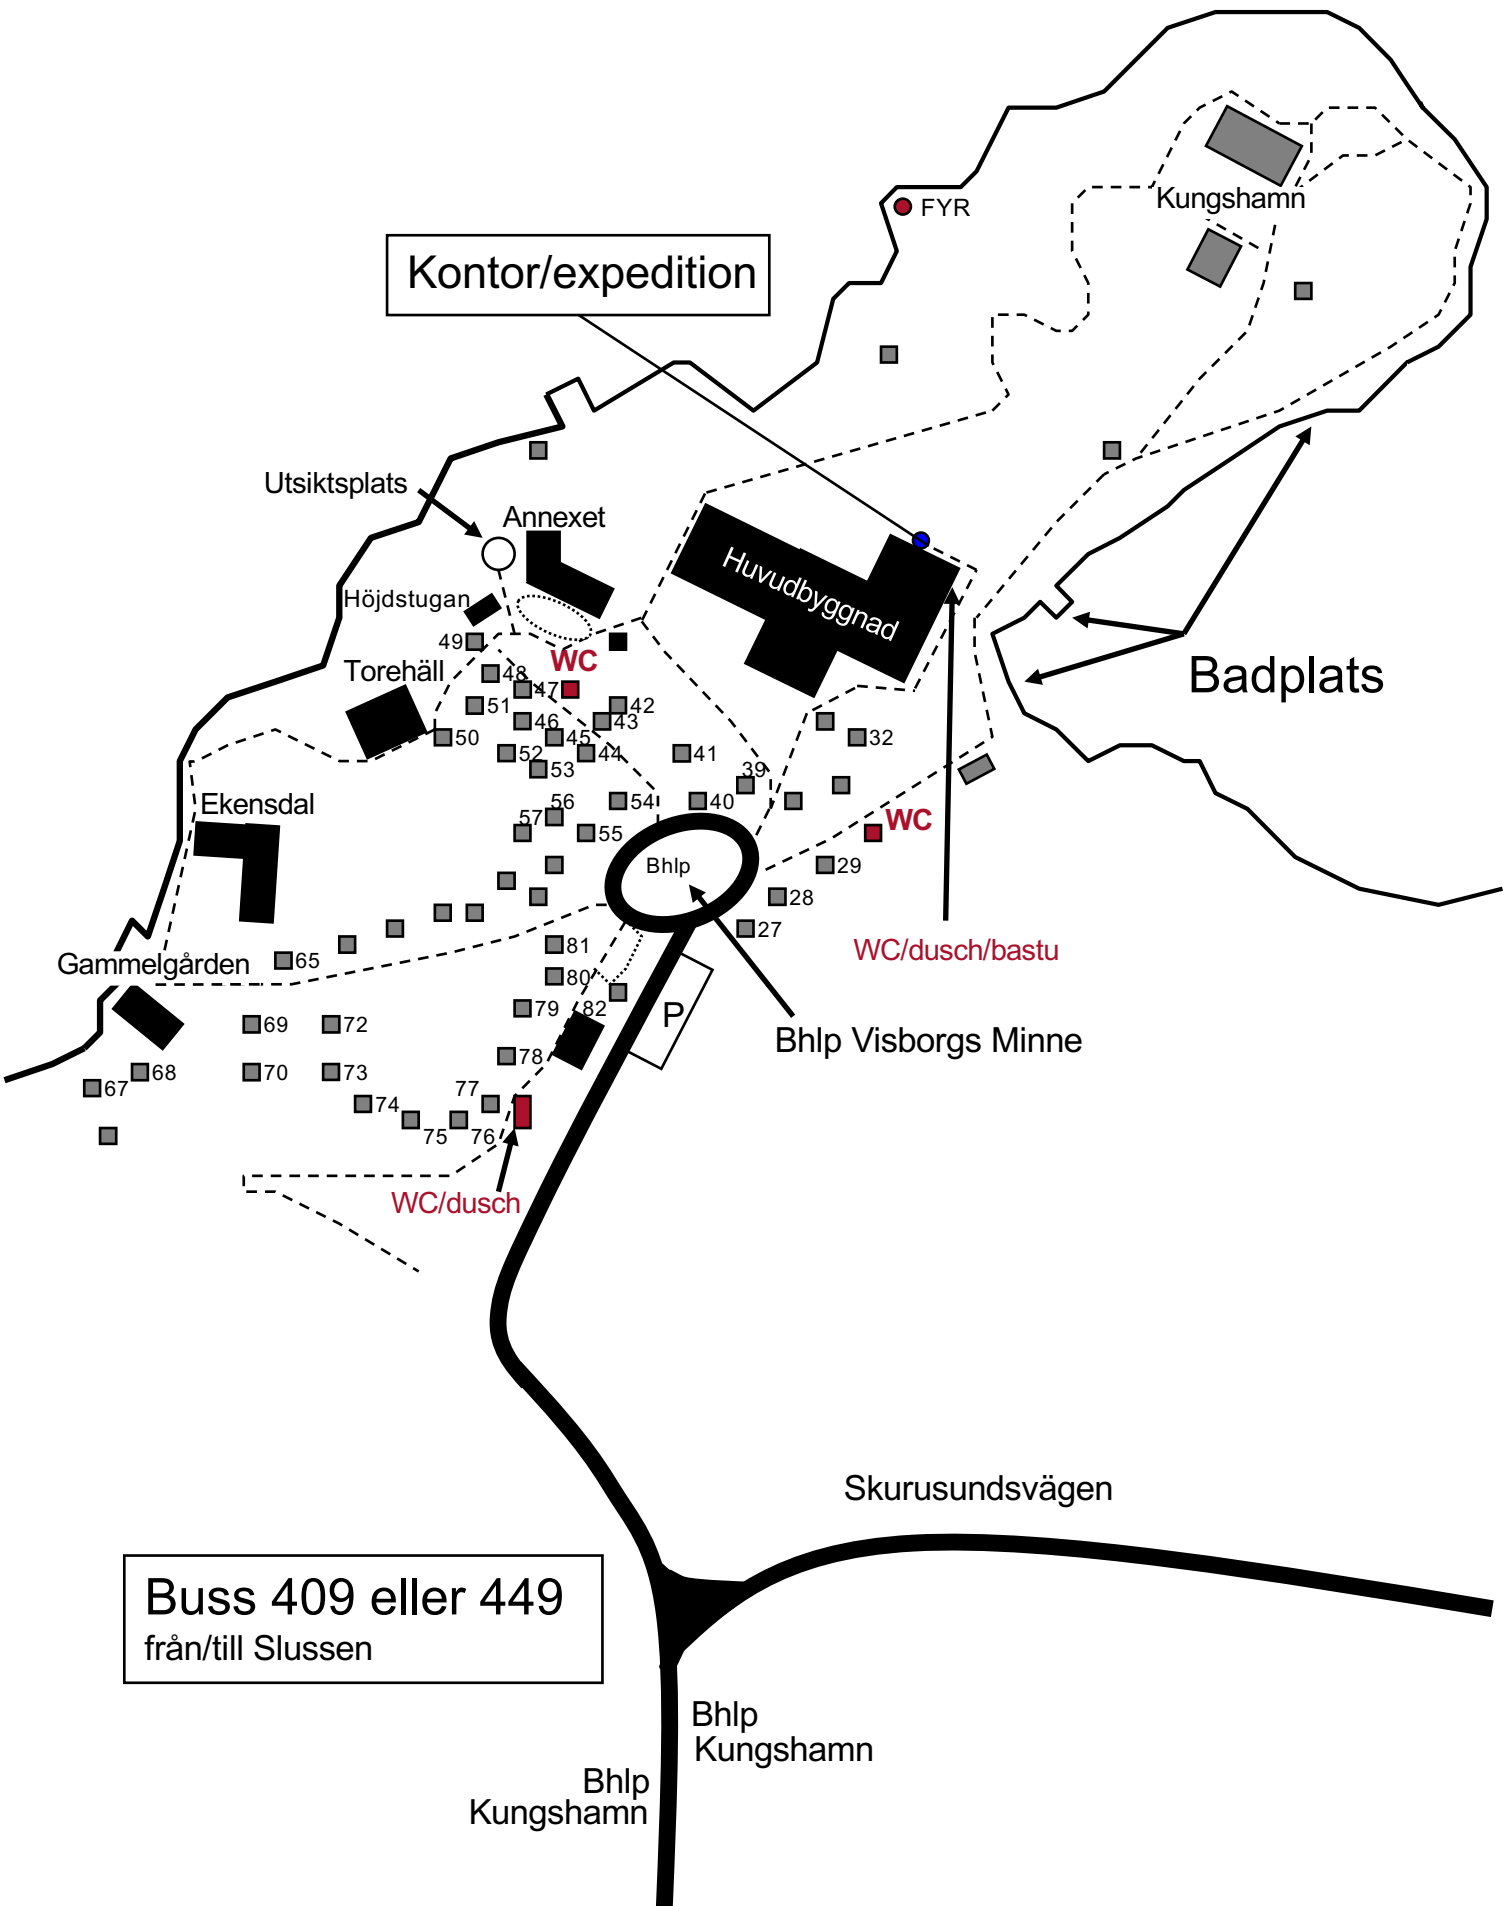 Kungshamn
FYR
Kontor/expedition
Utsiktsplats
Annexet
Huvudbyggnad
Höjdstugan
49
WC
Torehäll
48
47
Badplats
51
42
46
43
50
45
32
52
44
41
53
39
Ekensdal
56
54
40
57
55
WC
Bhlp
29
28
27
81
WC/dusch/bastu
65
Gammelgården
80
79
82
P
69
72
Bhlp Visborgs Minne
78
68
70
73
67
77
74
75
76
WC/dusch
Skurusundsvägen
Buss 409 eller 449
från/till Slussen
Bhlp
Kungshamn
Bhlp
Kungshamn